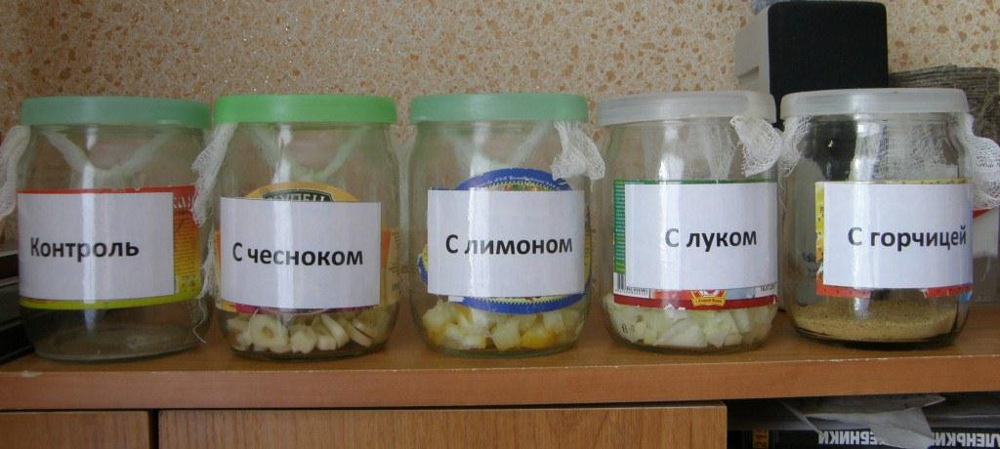 Контроль
С чесноком
С лимоном
С луком
С горчицей